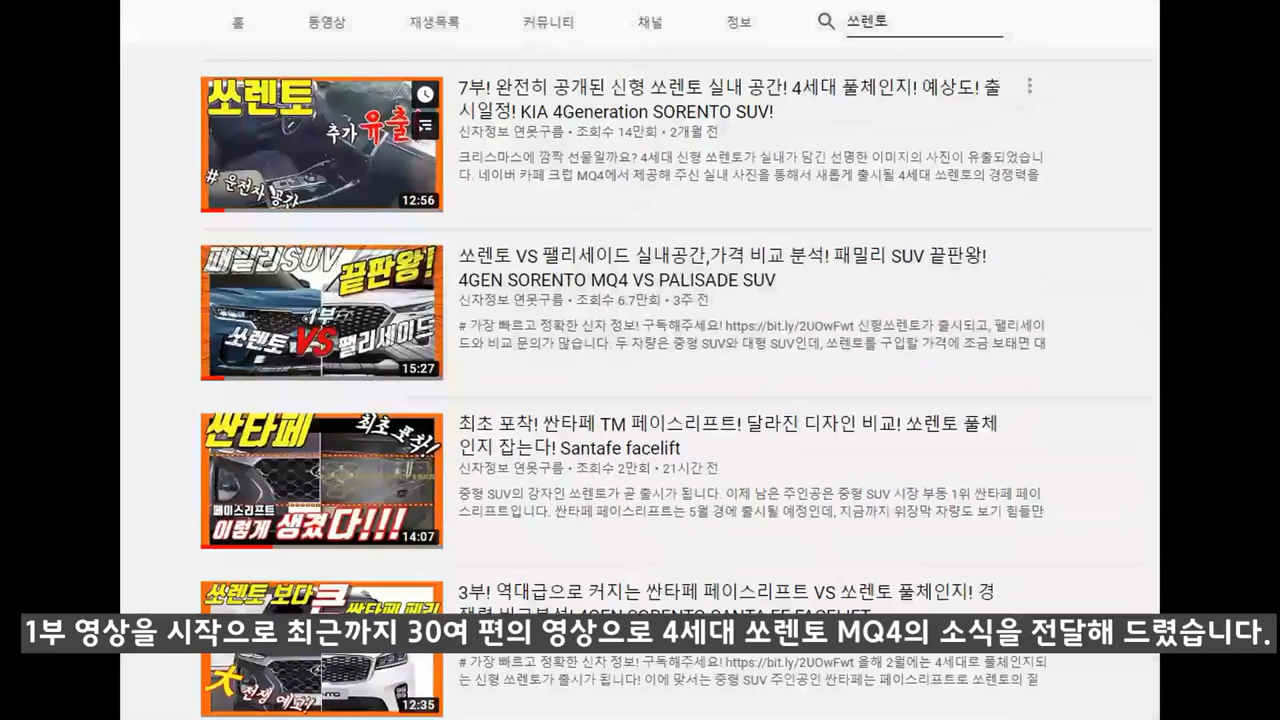 홈 동영상 재생목록 커뮤니티 채널 정보 쏘렌토
쏘렌토
추가 유출
# 운전자 공간
12:56
7부! 완전히 공개된 신형 쏘렌토 실내 공간! 4세대 풀체인지! 예상도! 출
시일정! KIA 4Generation SORENTO SUV!
신자정보 연못구름 • 조회수 14만회 • 2개월 전
크리스마스에 깜짝 선물일까요? 4세대 신형 쏘렌토가 실내가 담긴 선명한 이미지의 사진이 유출되었습니
다. 네이버 카페 크럽 MQ4에서 제공해 주신 실내 사진을 통해서 새롭게 출시될 4세대 쏘렌토의 경쟁력을
패밀리SUV
끝판왕!
1부
쏘렌토 VS 팰리세이드
15:27
쏘렌토 VS 팰리세이드 실내공간,가격 비교 분석! 패밀리 SUV 끝판왕!
4GEN SORENTO MQ4 VS PALISADE SUV
신자정보 연못구름 • 조회수 6.7만회 • 3주 전
# 가장 빠르고 정확한 신차 정보! 구독해주세요! https://bit.ly/2UOwFwt 신형쏘렌토가 출시되고, 팰리세이
드와 비교 문의가 많습니다. 두 자량은 중형 SUV와 대형 SUV인데, 쏘렌토를 구입할 가격에 조금 보태면 대
싼타페
최초 포착!
페이스리프트
이렇게 생겼다!!!
14:07
최초 포착! 싼타페 TM 페이스리프트! 달라진 디자인 비교! 쏘렌토 풀체
인지 잡는다! Santafe facelift
신자정보 연못구름 • 조회수 2만회 • 21시간 전
중형 SUV의 강자인 쏘렌토가 곧 출시가 됩니다. 이제 남은 주인공은 중형 SUV 시장 부동 1위 싼타페 페이
스리프트입니다. 싼타페 페이스리프트는 5월 경에 출시될 예정인데, 지금까지 위장막 자량도 보기 힘들만
쏘렌토 보다 큰
싼타페 페리
大 전쟁 예고!
12:35
3부! 역대급으로 커지는 싼타페 페이스리프트 VS 쏘렌토 풀체인지! 경
쟁력 비교분석! 4GEN SORENTO SANTA FE FACELIFT
1부 영상을 시작으로 최근까지 30여 편의 영상으로 4세대 쏘렌토 MQ4의 소식을 전달해 드렸습니다.
# 가장 빠르고 정확한 신차 정보! 구독해주세요! https://bit.ly/2UOwFwt 올해 2월에는 4세대로 풀체인지되
는 신형 쏘렌토가 출시가 됩니다! 이에 맞서는 중형 SUV 주인공인 싼타페는 페이스리프트로 쏘렌토의 질